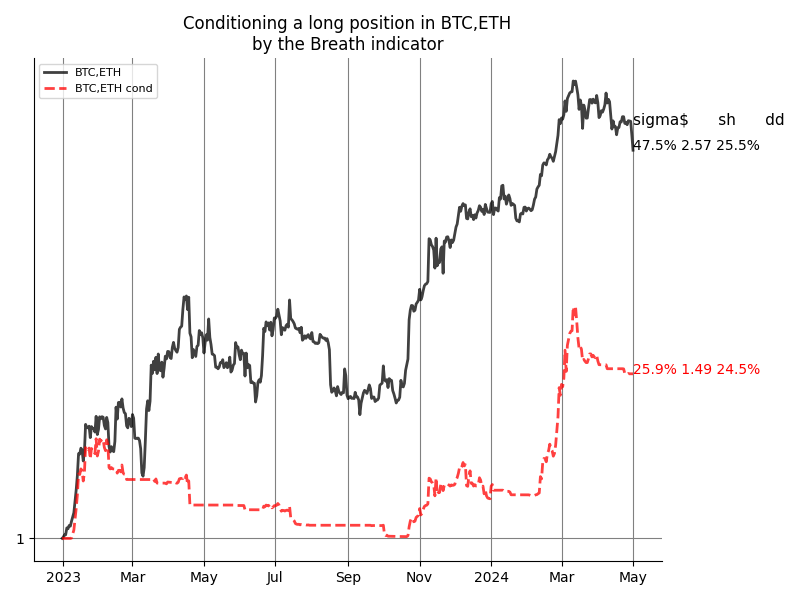 Conditioning a long position in BTC,ETH
by the Breath indicator
BTC,ETH
BTC,ETH cond
sigma$ sh dd
47.5% 2.57 25.5%
25.9% 1.49 24.5%
1
2023 Mar May Jul Sep Nov 2024 Mar May